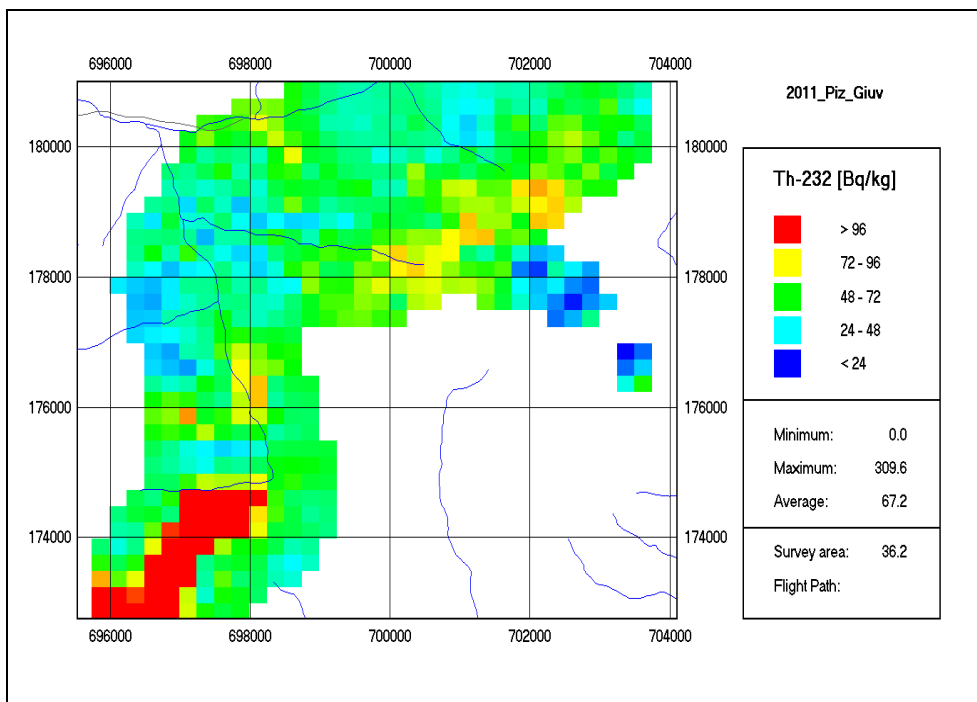 696000 698000 700000 702000 704000
2011_Piz_Giuv
180000 180000
Th-232 [Bq/kg]
> 96
72 - 96
178000 178000
48 - 72
24 - 48
< 24
176000 176000
Minimum: 0.0
Maximum: 309.6
Average: 67.2
174000 174000
Survey area: 36.2
Flight Path:
696000 698000 700000 702000 704000